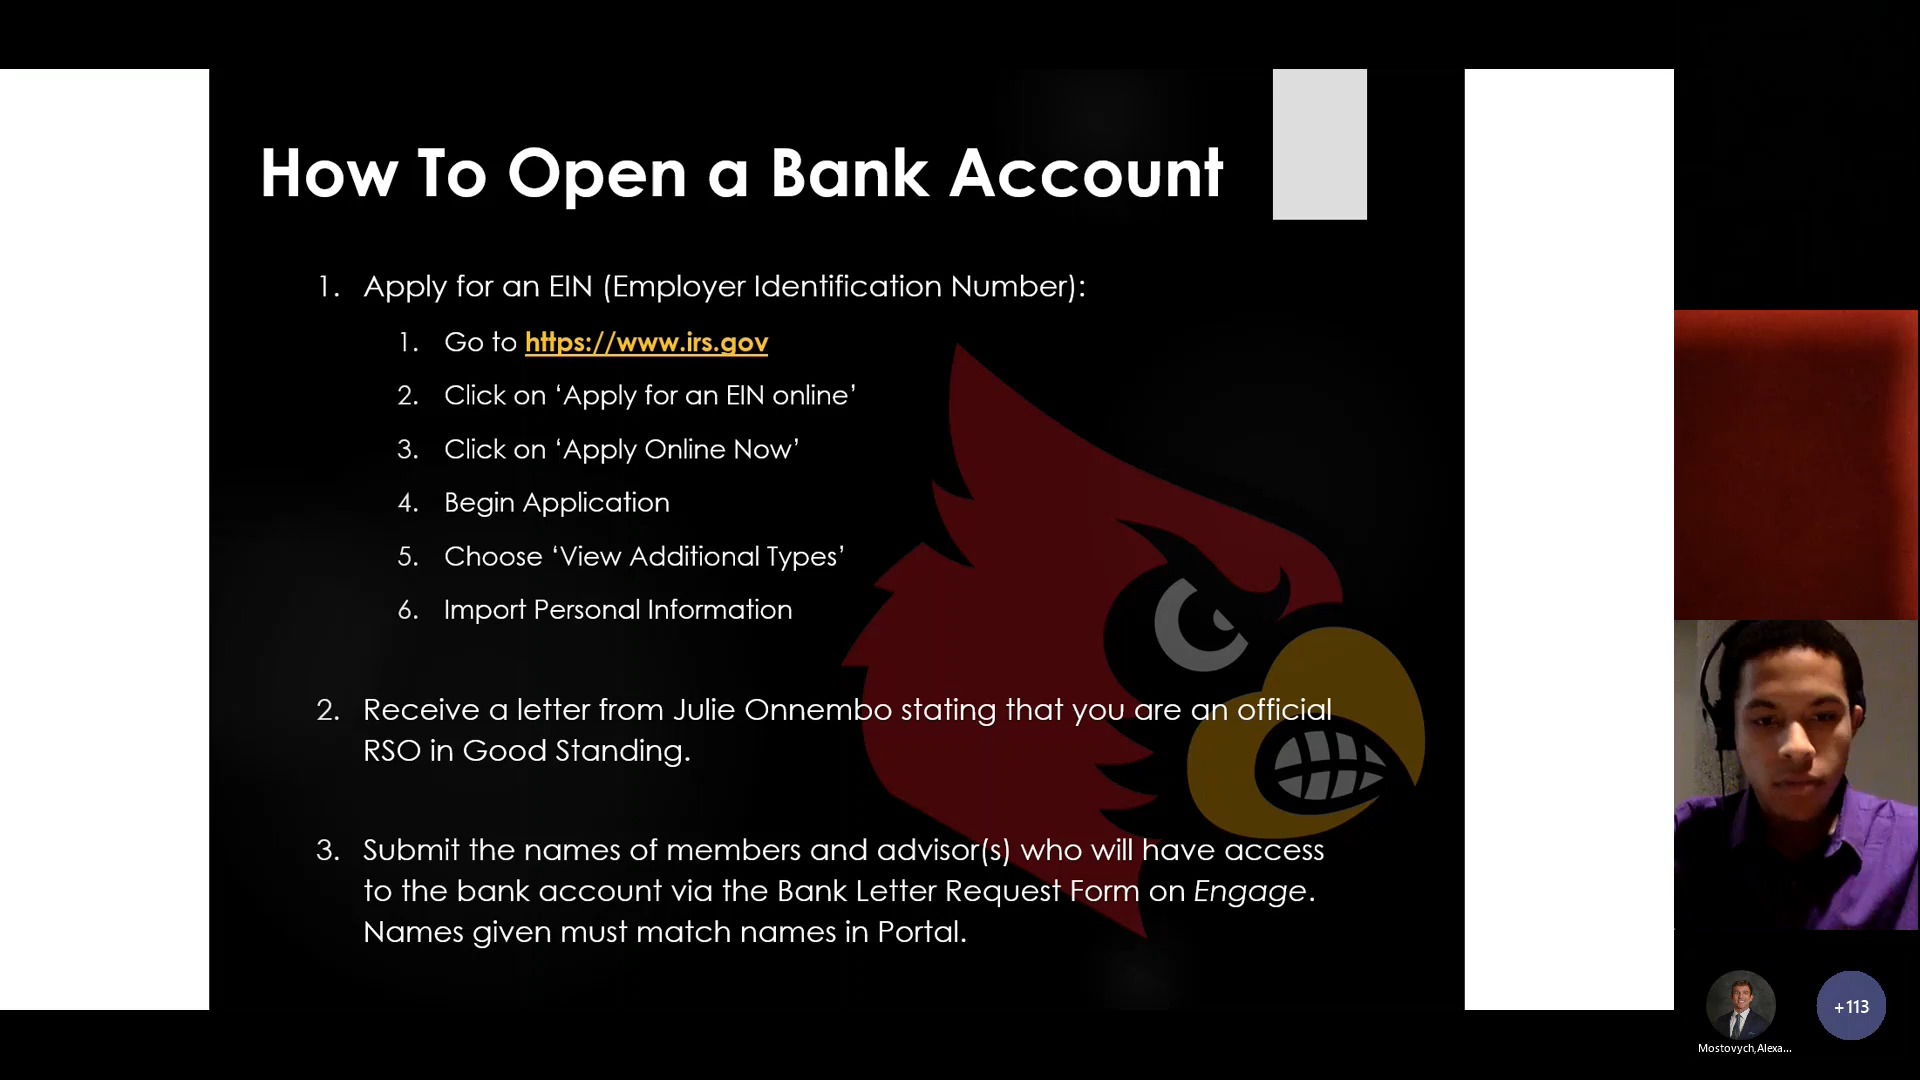 How To Open a Bank Account
1. Apply for an EIN (Employer Identification Number):
1. Go to https://www.irs.gov
2. Click on ‘Apply for an EIN online’
3. Click on ‘Apply Online Now’
4. Begin Application
5. Choose ‘View Additional Types’
6. Import Personal Information
2. Receive a letter from Julie Onnembo stating that you are an official
RSO in Good Standing.
3. Submit the names of members and advisor(s) who will have access
to the bank account via the Bank Letter Request Form on Engage.
Names given must match names in Portal.
+113
Mostovych,Alexa...